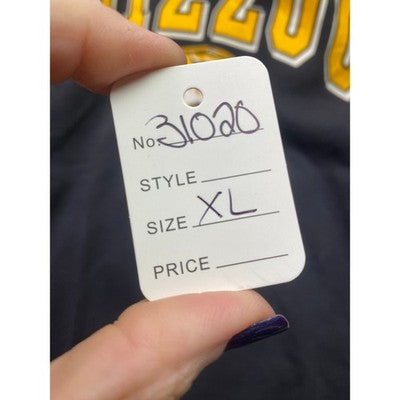 No. 31020
STYLE
SIZE XL
PRICE